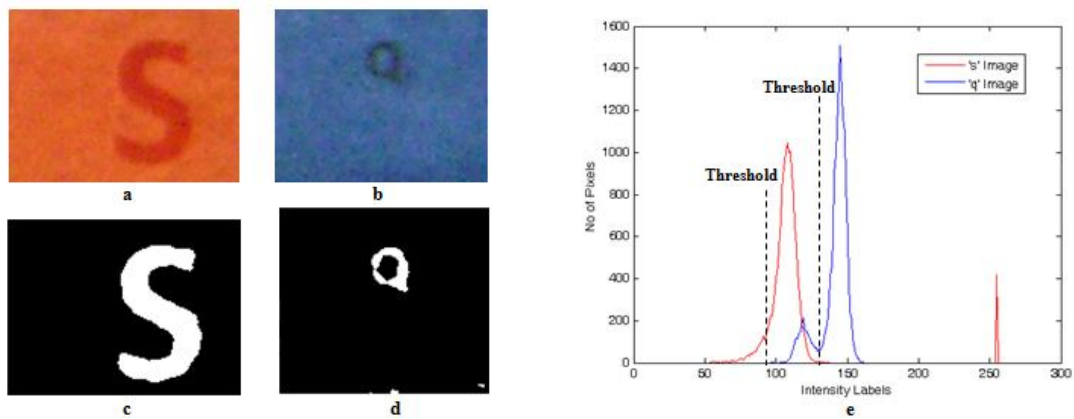 S
q
a
b
S
q
c
d
1600
1400
1200
1000
800
600
400
200
0
No of Pixels
's' Image
'q' Image
Threshold
Threshold
0 50 100 150 200 250 300
Intensity Labels
e